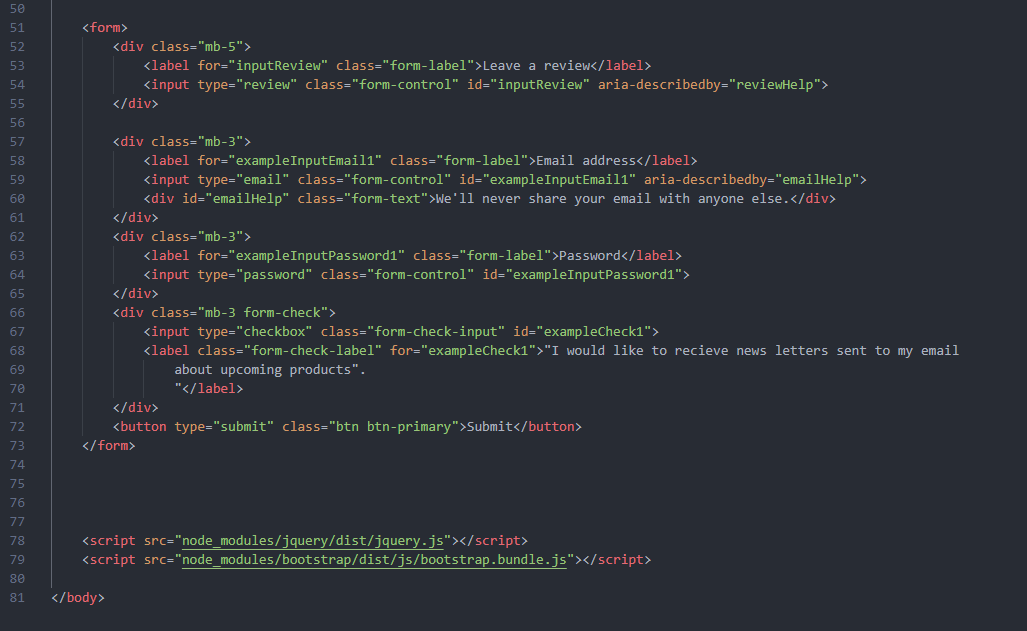 50
51 <form>
52 <div class="mb-5">
53 <label for="inputReview" class="form-label">Leave a review</label>
54 <input type="review" class="form-control" id="inputReview" aria-describedby="reviewHelp">
55 </div>
56
57 <div class="mb-3">
58 <label for="exampleInputEmail1" class="form-label">Email address</label>
59 <input type="email" class="form-control" id="exampleInputEmail1" aria-describedby="emailHelp">
60 <div id="emailHelp" class="form-text">We'll never share your email with anyone else.</div>
61 </div>
62 <div class="mb-3">
63 <label for="exampleInputPassword1" class="form-label">Password</label>
64 <input type="password" class="form-control" id="exampleInputPassword1">
65 </div>
66 <div class="mb-3 form-check">
67 <input type="checkbox" class="form-check-input" id="exampleCheck1">
68 <label class="form-check-label" for="exampleCheck1">"I would like to recieve news letters sent to my email
69 about upcoming products".
70 "</label>
71 </div>
72 <button type="submit" class="btn btn-primary">Submit</button>
73 </form>
74
75
76
77
78 <script src="node_modules/jquery/dist/jquery.js"></script>
79 <script src="node_modules/bootstrap/dist/js/bootstrap.bundle.js"></script>
80
81 </body>